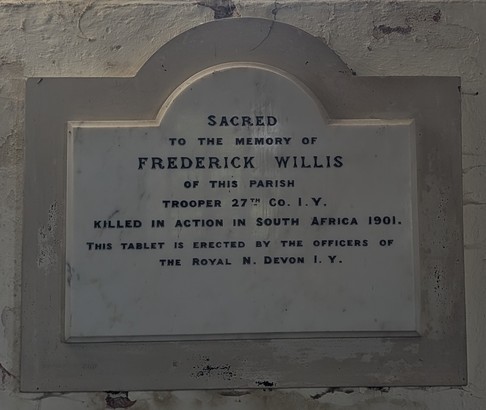 SACRED
TO THE MEMORY OF
FREDERICK WILLIS
OF THIS PARISH
TROOPER 27TH CO. I.Y.
KILLED IN ACTION IN SOUTH AFRICA 1901.
THIS TABLET IS ERECTED BY THE OFFICERS OF
THE ROYAL N. DEVON I.Y.